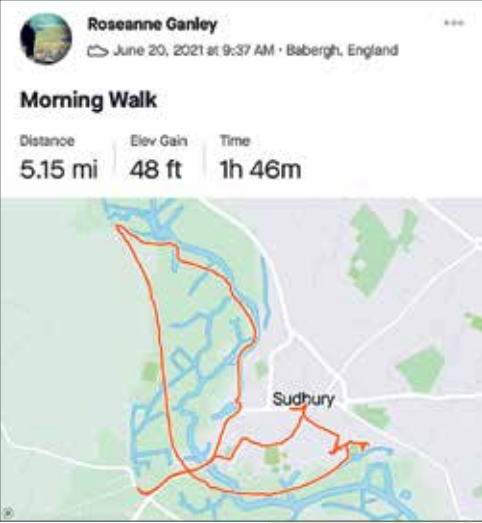 Roseanne Ganley
June 20, 2021 at 9:37 AM · Babergh, England
Morning Walk
Distance Elev Gain Time
5.15 mi 48 ft 1h 46m
Sudbury